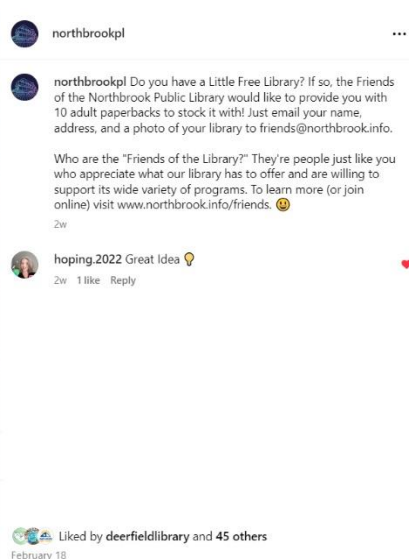 northbrookpl
northbrookpl Do you have a Little Free Library? If so, the Friends
of the Northbrook Public Library would like to provide you with
10 adult paperbacks to stock it with! Just email your name,
address, and a photo of your library to friends@northbrook.info.
Who are the "Friends of the Library?" They're people just like you
who appreciate what our library has to offer and are willing to
support its wide variety of programs. To learn more (or join
online) visit www.northbrook.info/friends. 🙂
2w
hoping.2022 Great Idea 💡
2w 1 like Reply
Liked by deerfieldlibrary and 45 others
February 18